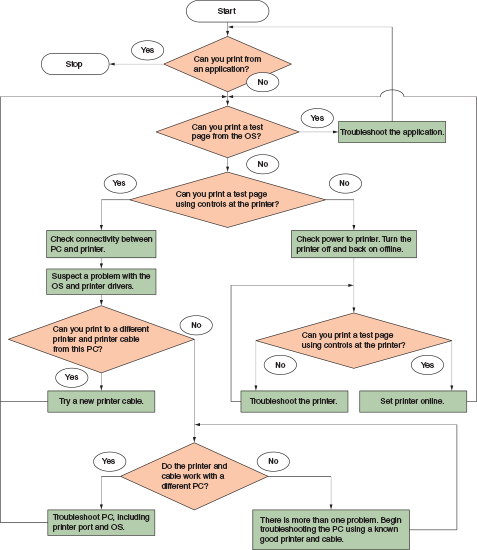 Start
Yes
Can you print from
an application?
Stop
No
Can you print a test
page from the OS?
Yes
Troubleshoot the application.
No
Yes
Can you print a test page
using controls at the printer?
No
Check connectivity between
PC and printer.
Check power to printer. Turn the
printer off and back on offline.
Suspect a problem with the
OS and printer drivers.
Can you print to a different
printer and printer cable
from this PC?
No
Can you print a test page
using controls at the printer?
Yes
No
Yes
Try a new printer cable.
Troubleshoot the printer.
Set printer online.
Yes
Do the printer and
cable work with a
different PC?
No
Troubleshoot PC, including
printer port and OS.
There is more than one problem. Begin
troubleshooting the PC using a known
good printer and cable.